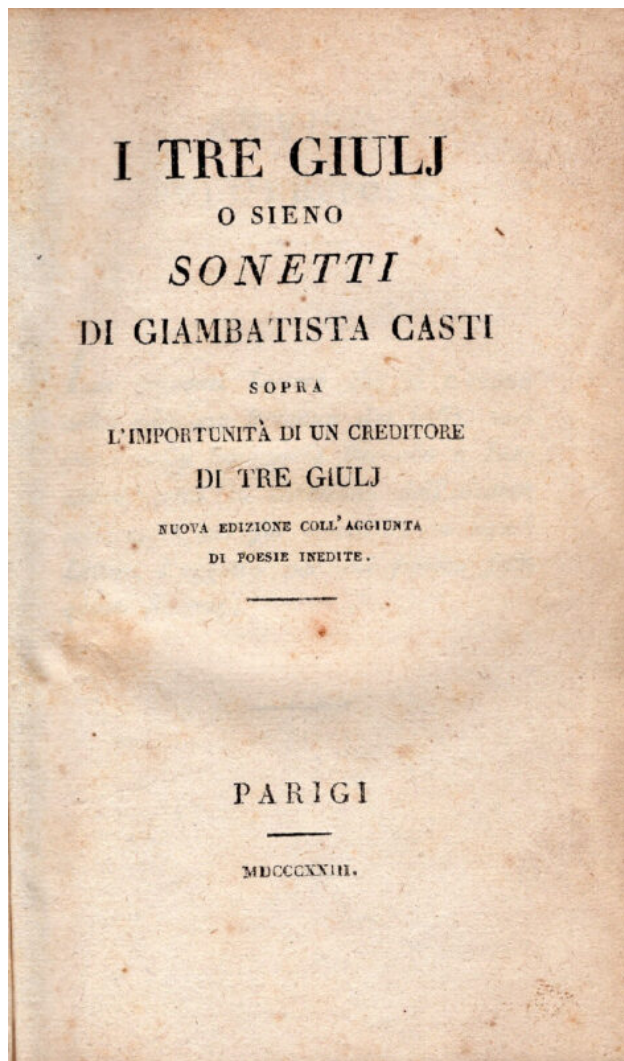 I TRE GIULJ
O SIENO
SONETTI
DI GIAMBATISTA CASTI
SOPRA
L'IMPORTUNITÀ DI UN CREDITORE
DI TRE GIULJ
NUOVA EDIZIONE COLL'AGGIUNTA
DI POESIE INEDITE.
PARIGI
MDCCCXXIII.